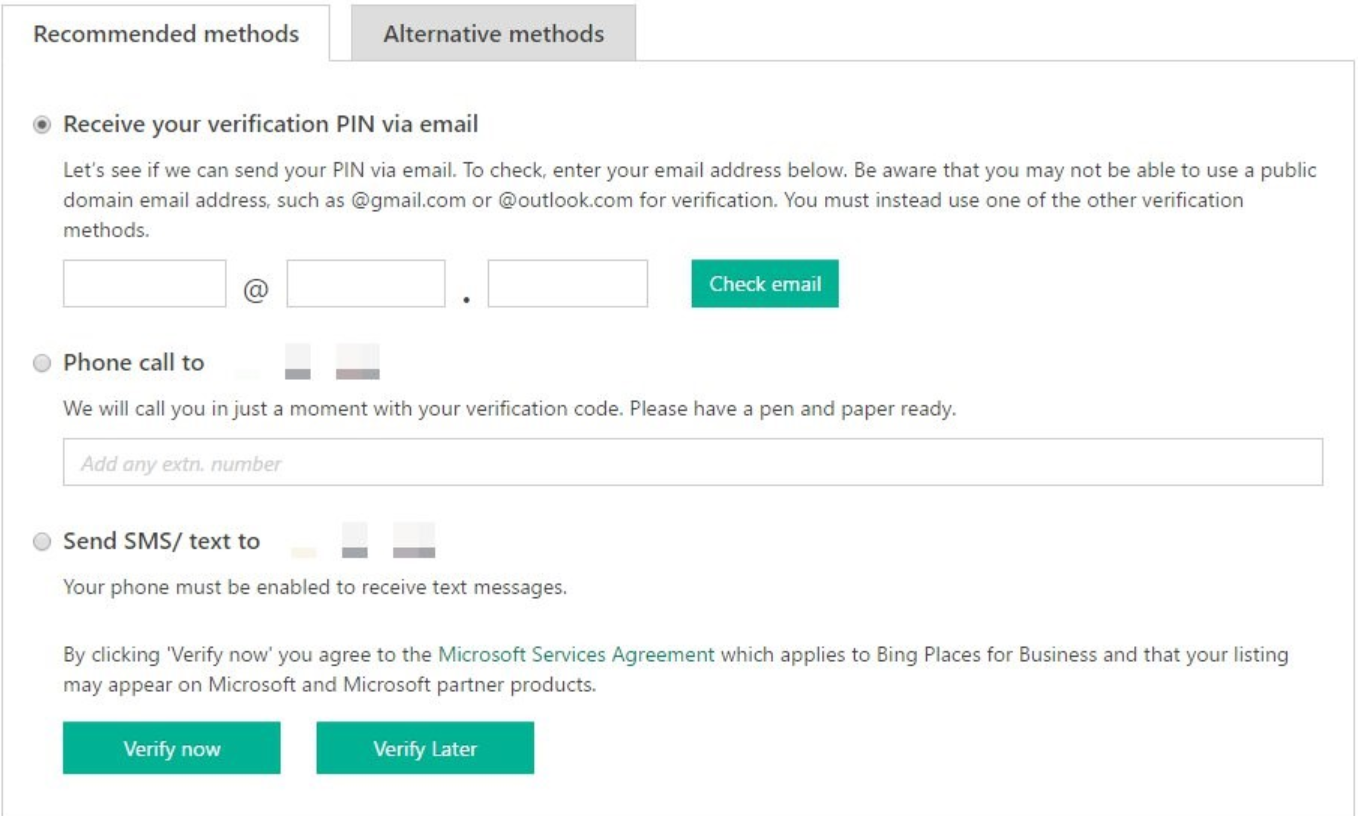 Recommended methods
Alternative methods
Receive your verification PIN via email
Let's see if we can send your PIN via email. To check, enter your email address below. Be aware that you may not be able to use a public
domain email address, such as @gmail.com or @outlook.com for verification. You must instead use one of the other verification
methods.
@ .
Check email
Phone call to
We will call you in just a moment with your verification code. Please have a pen and paper ready.
Add any extn. number
Send SMS/ text to
Your phone must be enabled to receive text messages.
By clicking 'Verify now' you agree to the Microsoft Services Agreement which applies to Bing Places for Business and that your listing
may appear on Microsoft and Microsoft partner products.
Verify now
Verify Later